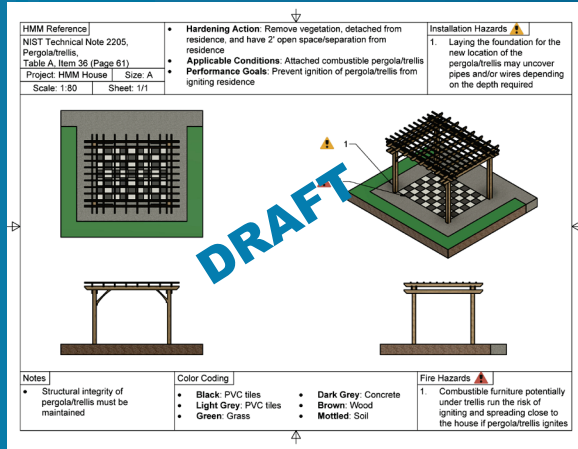 HMM Reference
NIST Technical Note 2205,
Pergola/trellis,
Table A, Item 36 (Page 61)
Project: HMM House
Size: A
Scale: 1:80
Sheet: 1/1
• Hardening Action: Remove vegetation, detached from
residence, and have 2' open space/separation from
residence
• Applicable Conditions: Attached combustible pergola/trellis
• Performance Goals: Prevent ignition of pergola/trellis from
igniting residence
Installation Hazards
1. Laying the foundation for the
new location of the
pergola/trellis may uncover
pipes and/or wires depending
on the depth required
1
DRAFT
Notes
• Structural integrity of
pergola/trellis must be
maintained
Color Coding
• Black: PVC tiles
• Light Grey: PVC tiles
• Green: Grass
• Dark Grey: Concrete
• Brown: Wood
• Mottled: Soil
Fire Hazards
1. Combustible furniture potentially
under trellis run the risk of
igniting and spreading close to
the house if pergola/trellis ignites